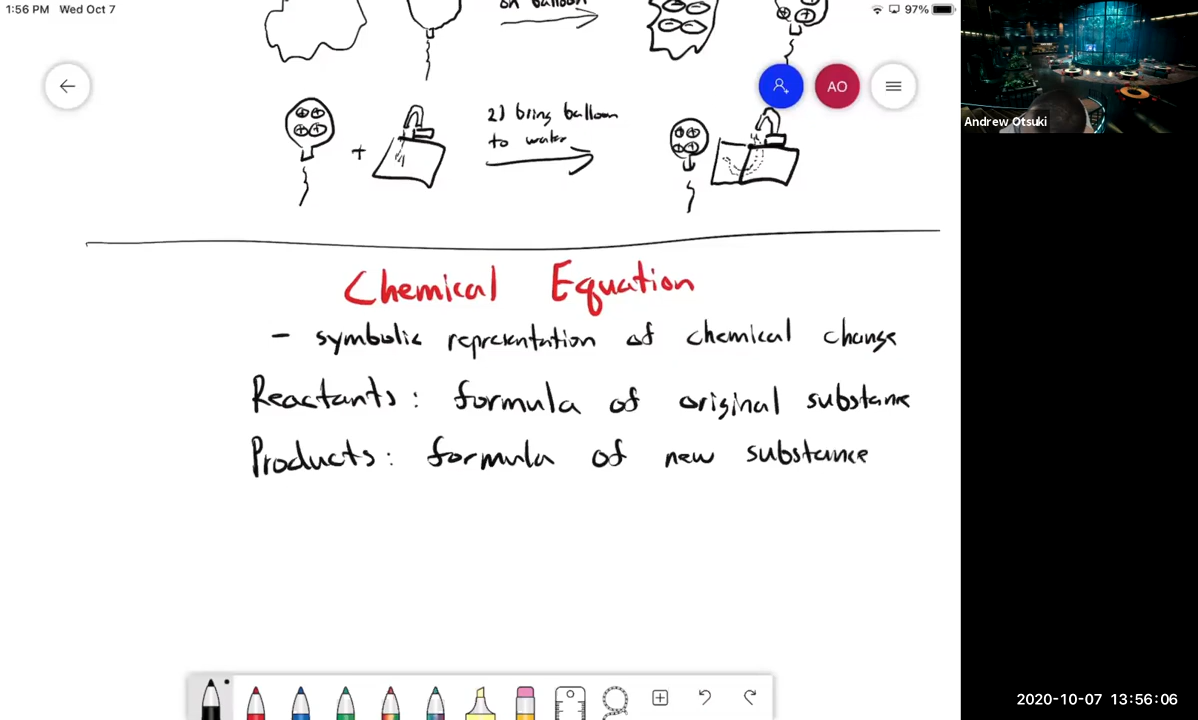 1:56 PM Wed Oct 7
97%
on balloon
AO
Andrew Otsuki
2) bring balloon
to water
+
Chemical Equation
- symbolic representation of chemical change
Reactants: formula of original substance
Products: formula of new substance
2020-10-07 13:56:06